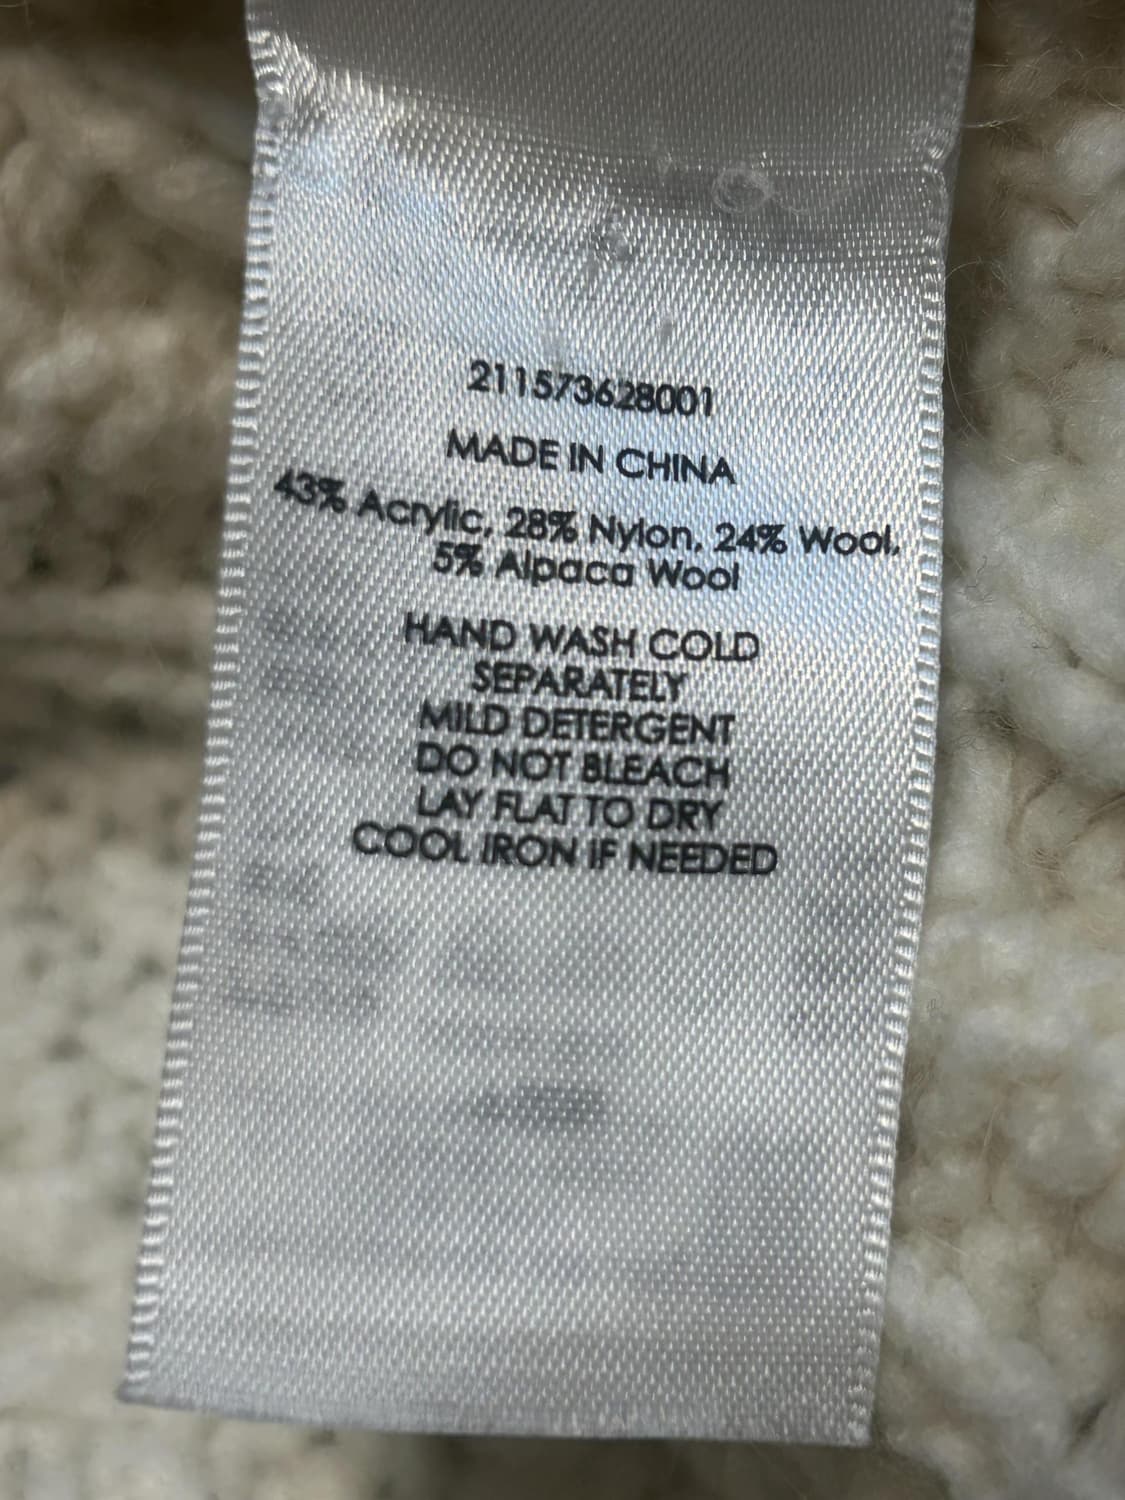 211573628001
MADE IN CHINA
43% Acrylic, 28% Nylon, 24% Wool,
5% Alpaca Wool
HAND WASH COLD
SEPARATELY
MILD DETERGENT
DO NOT BLEACH
LAY FLAT TO DRY
COOL IRON IF NEEDED